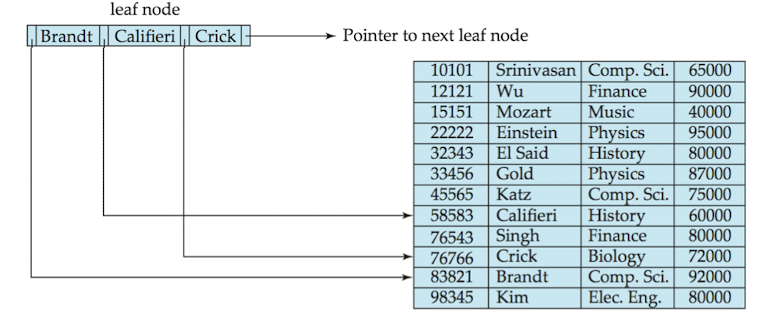 leaf node
Brandt Califieri Crick
Pointer to next leaf node
10101 Srinivasan Comp. Sci. 65000
12121 Wu Finance 90000
15151 Mozart Music 40000
22222 Einstein Physics 95000
32343 El Said History 80000
33456 Gold Physics 87000
45565 Katz Comp. Sci. 75000
58583 Califieri History 60000
76543 Singh Finance 80000
76766 Crick Biology 72000
83821 Brandt Comp. Sci. 92000
98345 Kim Elec. Eng. 80000